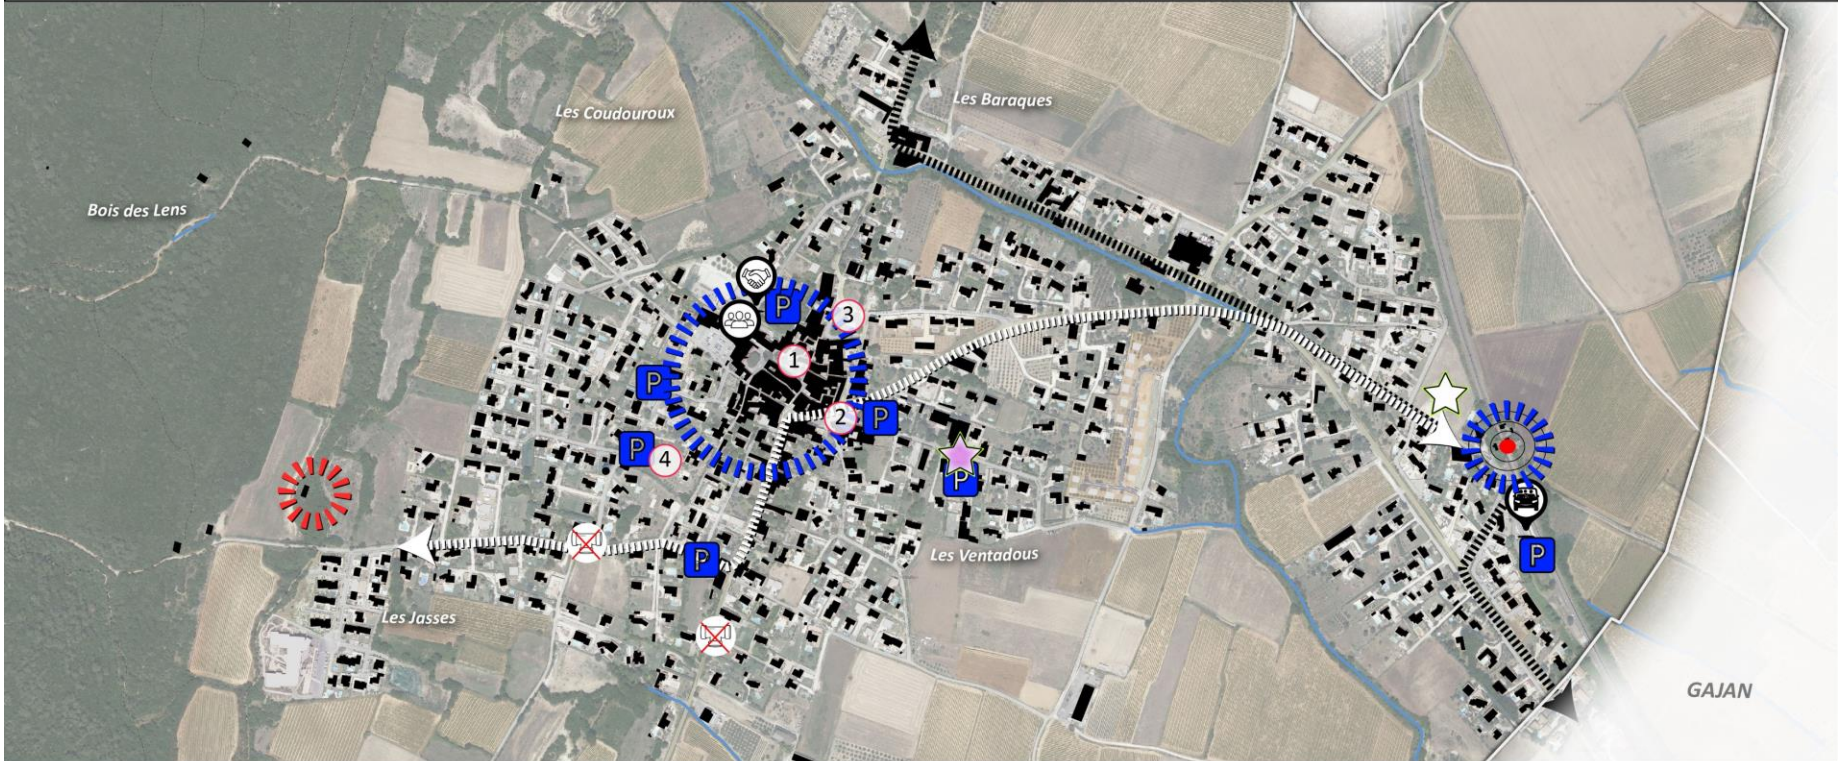 Les Coudouroux
Les Baraques
Bois des Lens
P
3
1
P
2
P
P
4
P
P
Les Ventadous
P
Les Jasses
GAJAN